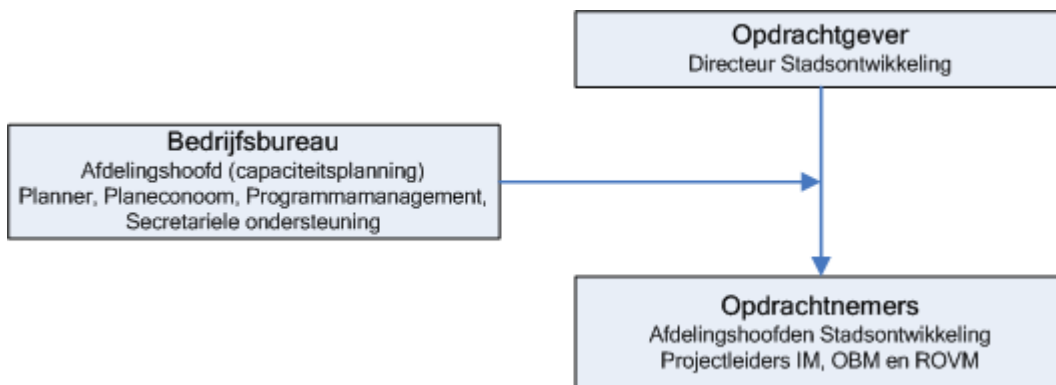 Opdrachtgever
Directeur Stadsontwikkeling
Bedrijfsbureau
Afdelingshoofd (capaciteitsplanning)
Planner, Planeconoom, Programmamanagement,
Secretariele ondersteuning
Opdrachtnemers
Afdelingshoofden Stadsontwikkeling
Projectleiders IM, OBM en ROVM